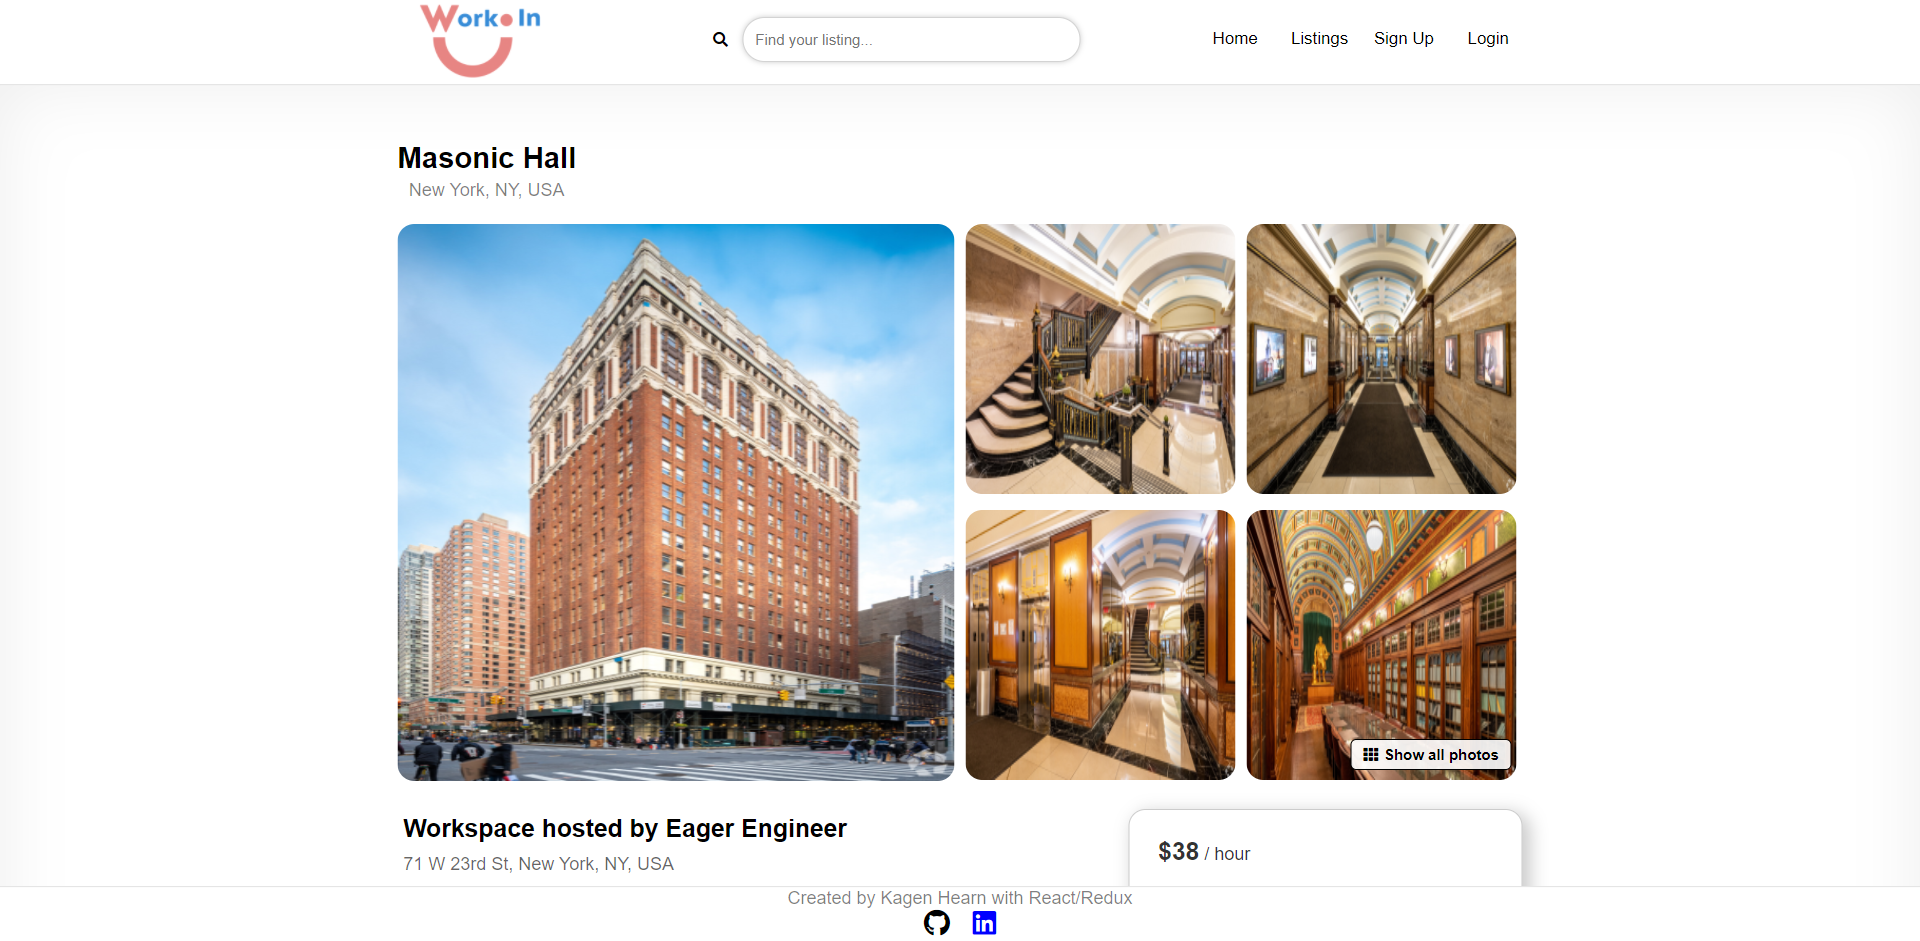 Work In
Find your listing...
Home
Listings
Sign Up
Login
Masonic Hall
New York, NY, USA
Show all photos
Workspace hosted by Eager Engineer
71 W 23rd St, New York, NY, USA
$38 / hour
Created by Kagen Hearn with React/Redux
in